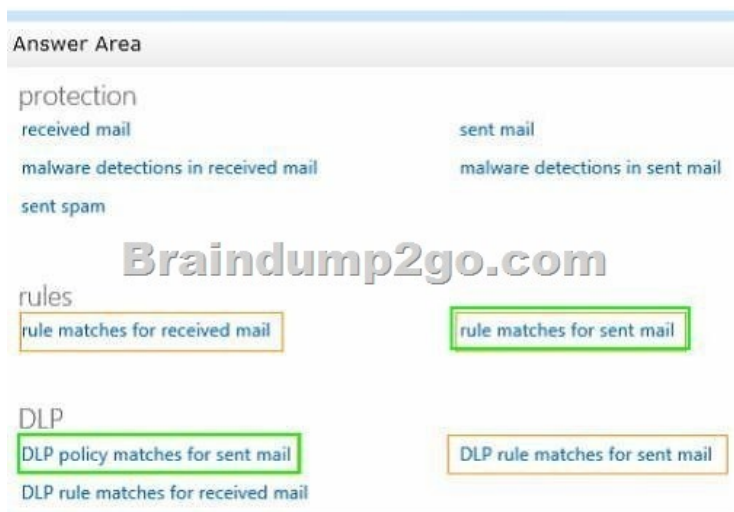 Answer Area
protection
received mail
sent mail
malware detections in received mail
malware detections in sent mail
sent spam
Braindump2go.com
rules
rule matches for received mail
rule matches for sent mail
DLP
DLP policy matches for sent mail
DLP rule matches for sent mail
DLP rule matches for received mail